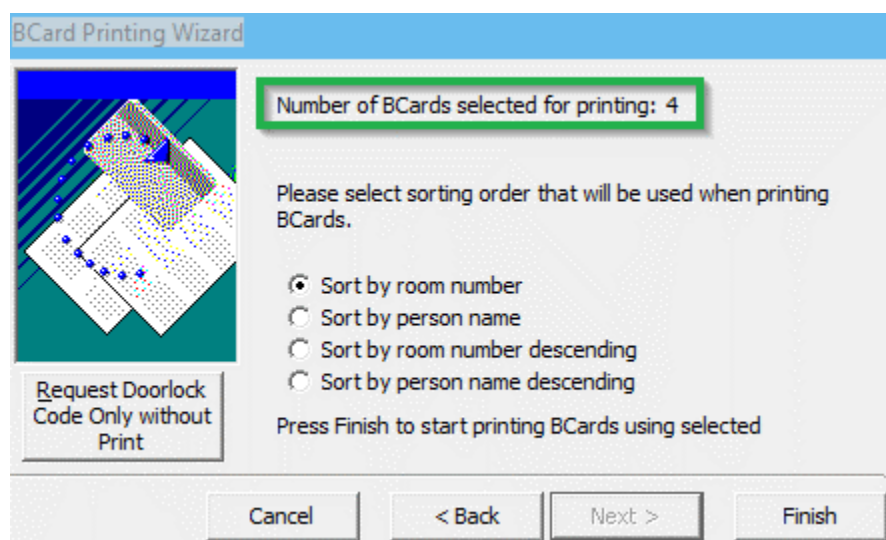 BCard Printing Wizard
Number of BCards selected for printing: 4
Please select sorting order that will be used when printing
BCards.
Sort by room number
Sort by person name
Sort by room number descending
Sort by person name descending
Request Doorlock
Code Only without
Print
Press Finish to start printing BCards using selected
Cancel
< Back
Next >
Finish